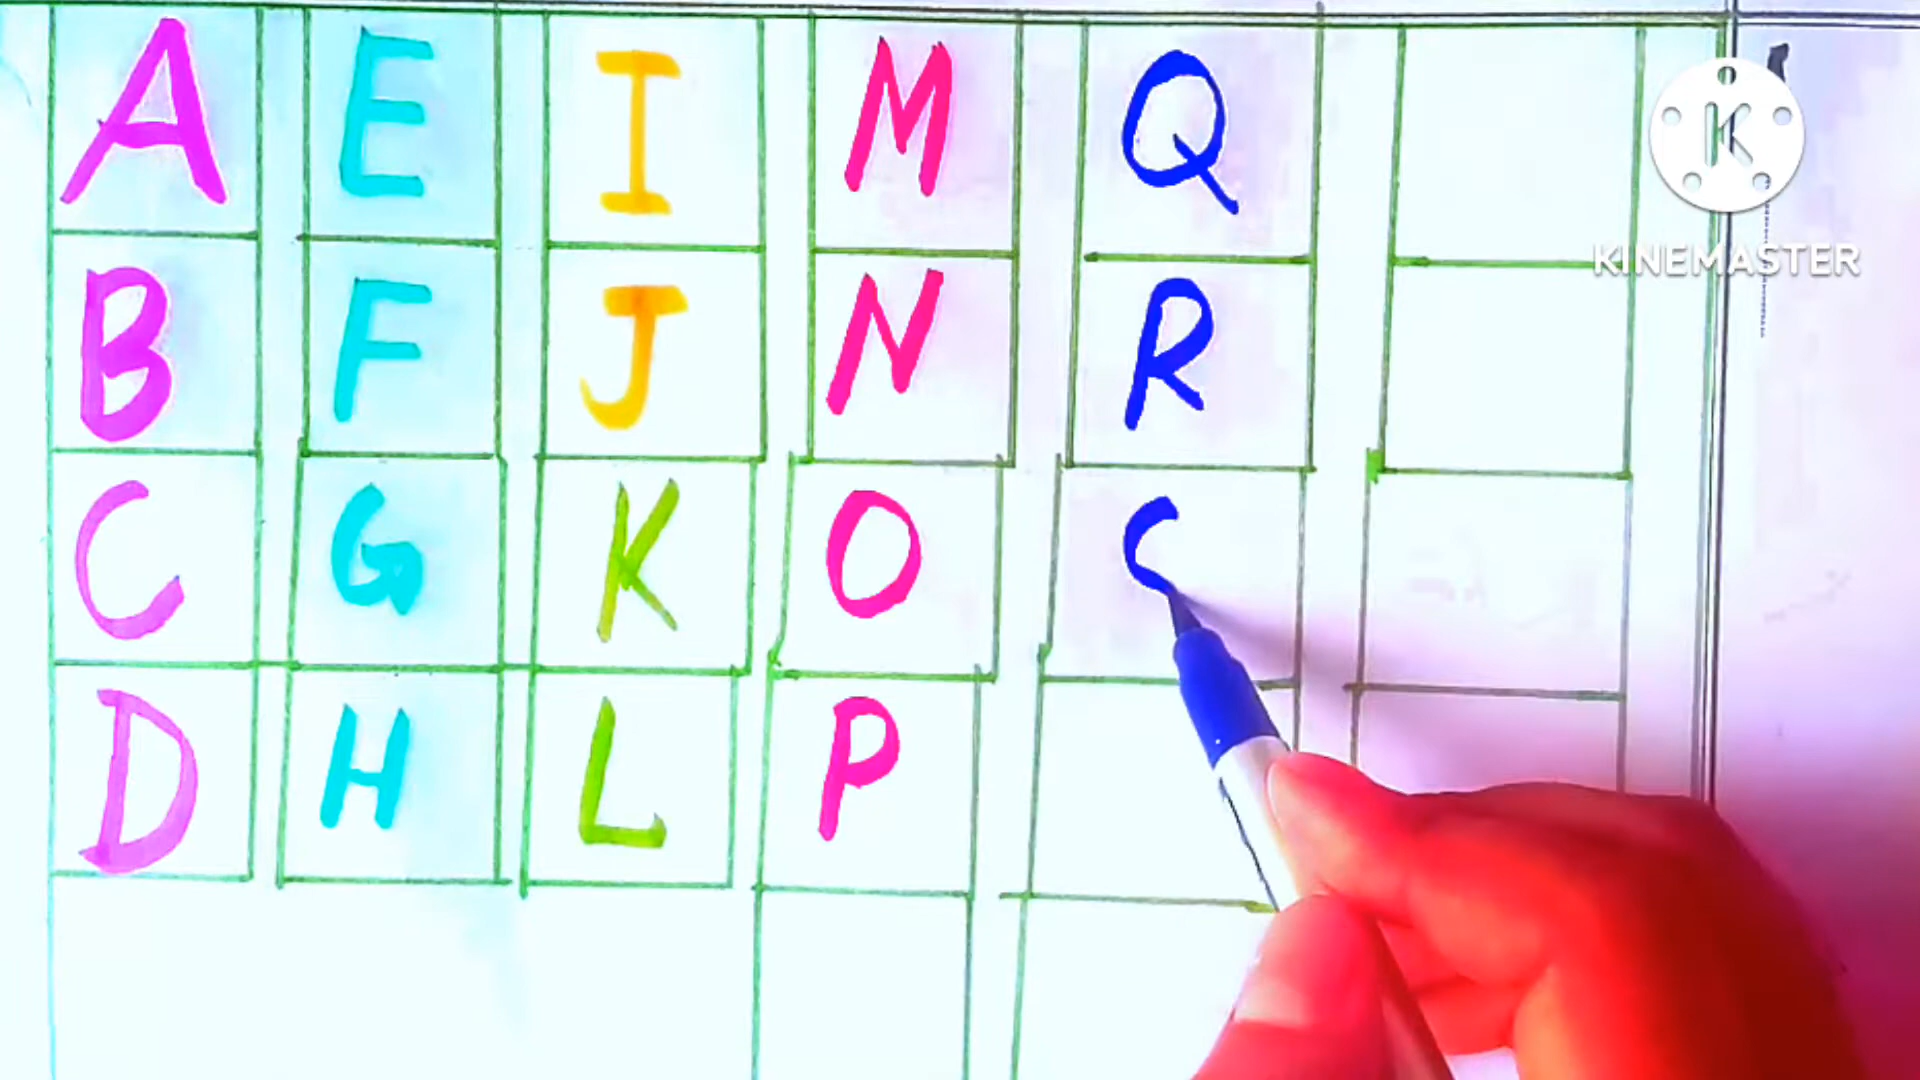 A E I M Q
B F J N R
C G K O
D H L P
K
KINEMASTER